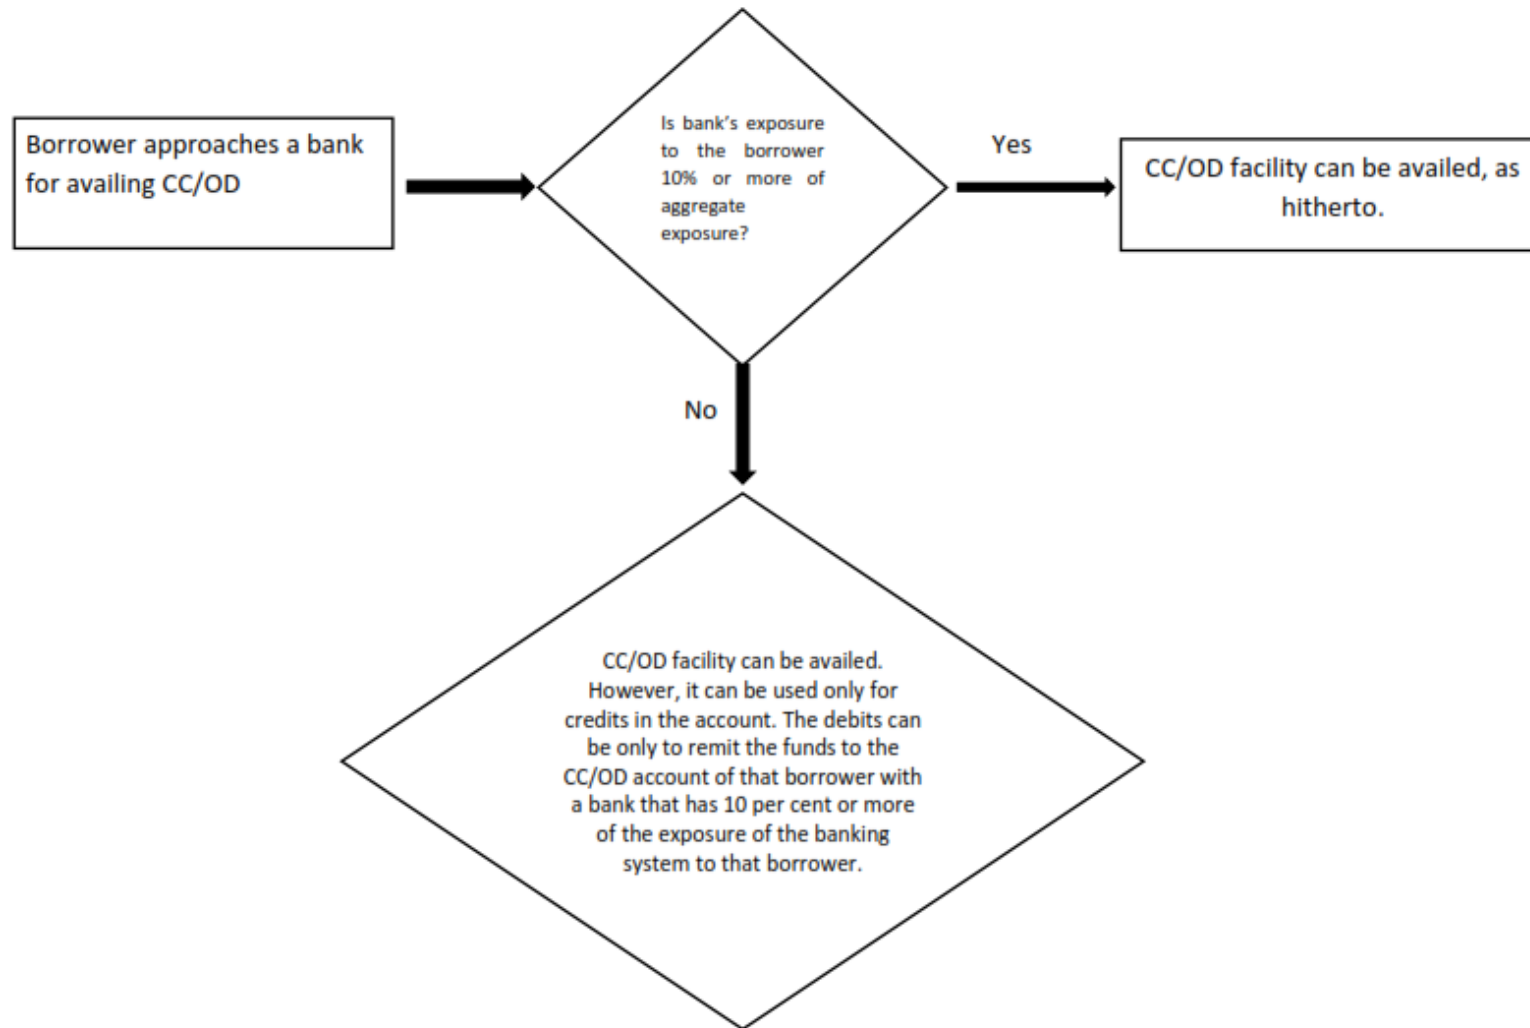 Borrower approaches a bank
for availing CC/OD
Is bank's exposure
to the borrower
10% or more of
aggregate
exposure?
Yes
CC/OD facility can be availed, as
hitherto.
No
CC/OD facility can be availed.
However, it can be used only for
credits in the account. The debits can
be only to remit the funds to the
CC/OD account of that borrower with
a bank that has 10 per cent or more
of the exposure of the banking
system to that borrower.